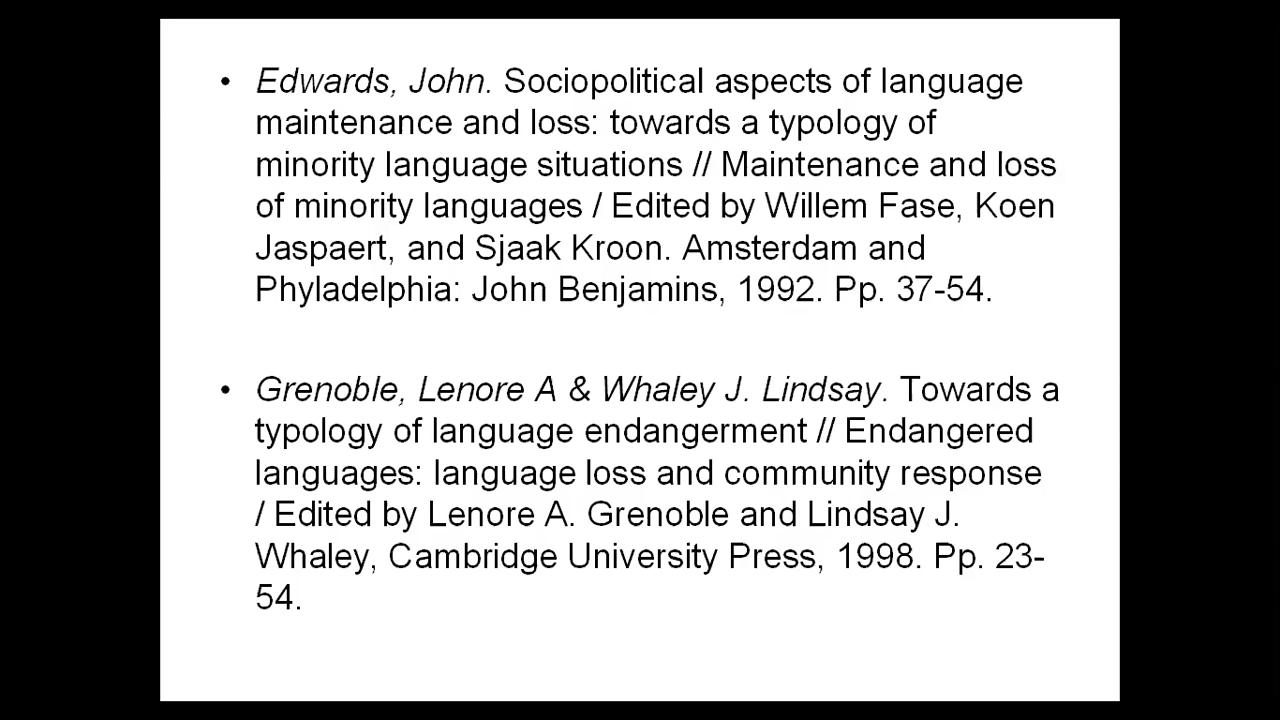 • Edwards, John. Sociopolitical aspects of language
maintenance and loss: towards a typology of
minority language situations // Maintenance and loss
of minority languages / Edited by Willem Fase, Koen
Jaspaert, and Sjaak Kroon. Amsterdam and
Phyladelphia: John Benjamins, 1992. Pp. 37-54.
• Grenoble, Lenore A & Whaley J. Lindsay. Towards a
typology of language endangerment // Endangered
languages: language loss and community response
/ Edited by Lenore A. Grenoble and Lindsay J.
Whaley, Cambridge University Press, 1998. Pp. 23-
54.